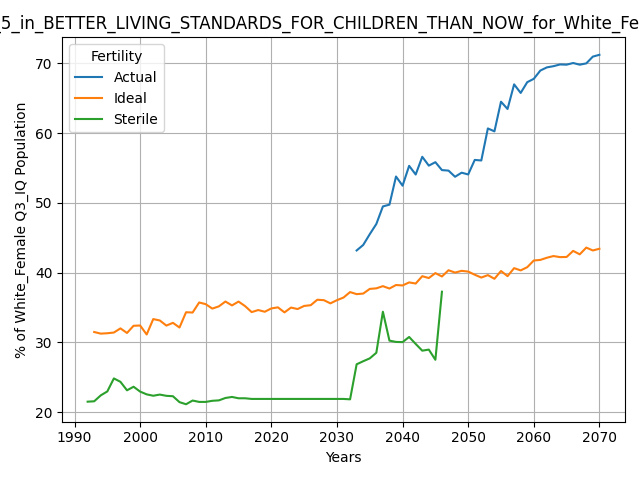 _5_in_BETTER_LIVING_STANDARDS_FOR_CHILDREN_THAN_NOW_for_White_Fe
Fertility
Actual
Ideal
Sterile
% of White_Female Q3_IQ Population
70
60
50
40
30
20
1990 2000 2010 2020 2030 2040 2050 2060 2070
Years